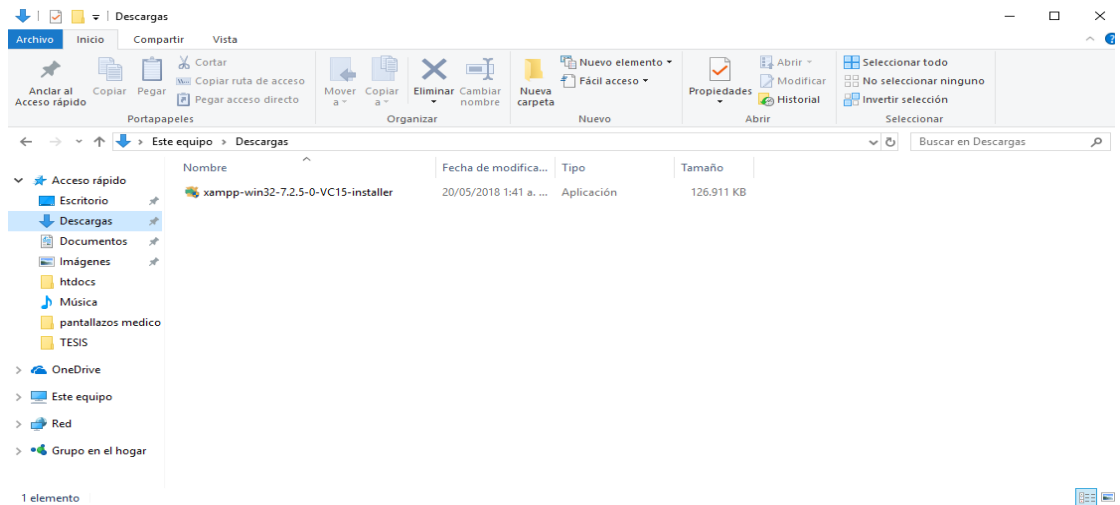 Descargas
Archivo Inicio Compartir Vista
Anclar al Acceso rápido
Copiar
Pegar
Cortar
Copiar ruta de acceso
Pegar acceso directo
Portapapeles
Mover a
Copiar a
Eliminar
Cambiar nombre
Organizar
Nueva carpeta
Nuevo elemento
Fácil acceso
Nuevo
Propiedades
Abrir
Modificar
Historial
Abrir
Seleccionar todo
No seleccionar ninguno
Invertir selección
Seleccionar
Este equipo > Descargas
Buscar en Descargas
Nombre Fecha de modifica... Tipo Tamaño
xampp-win32-7.2.5-0-VC15-installer 20/05/2018 1:41 a. ... Aplicación 126.911 KB
Acceso rápido
Escritorio
Descargas
Documentos
Imágenes
htdocs
Música
pantallazos medico
TESIS
OneDrive
Este equipo
Red
Grupo en el hogar
1 elemento